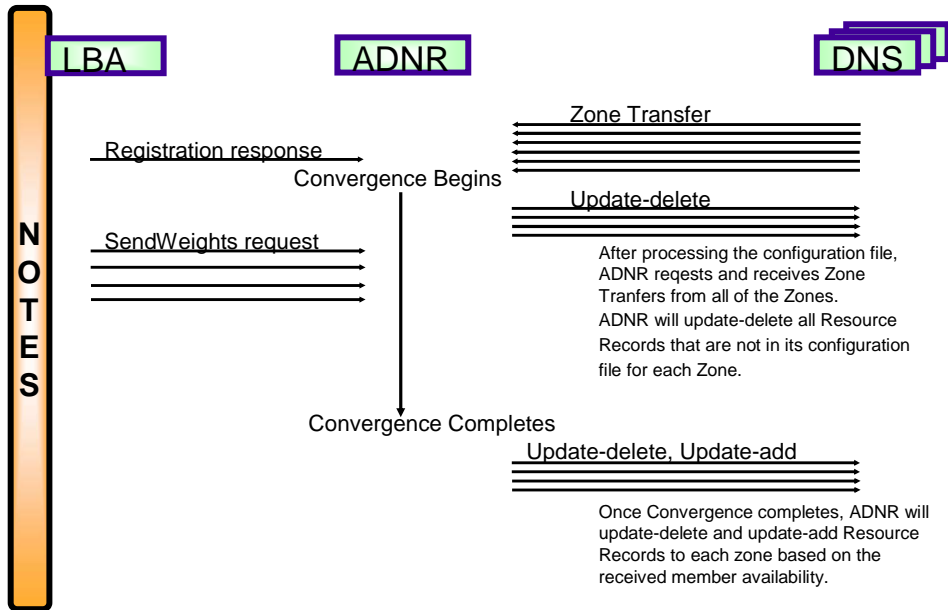 NOTES
LBA
ADNR
DNS
Zone Transfer
Registration response
Convergence Begins
Update-delete
SendWeights request
After processing the configuration file,
ADNR reqests and receives Zone
Tranfers from all of the Zones.
ADNR will update-delete all Resource
Records that are not in its configuration
file for each Zone.
Convergence Completes
Update-delete, Update-add
Once Convergence completes, ADNR will
update-delete and update-add Resource
Records to each zone based on the
received member availability.